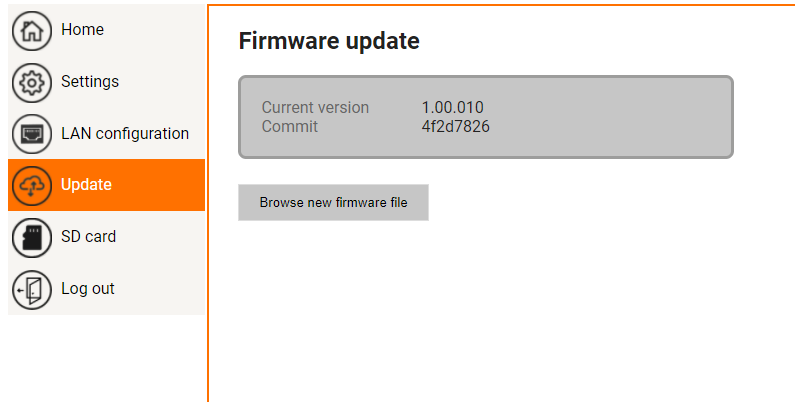 Home
Settings
LAN configuration
Update
SD card
Log out
Firmware update
Current version 1.00.010
Commit 4f2d7826
Browse new firmware file